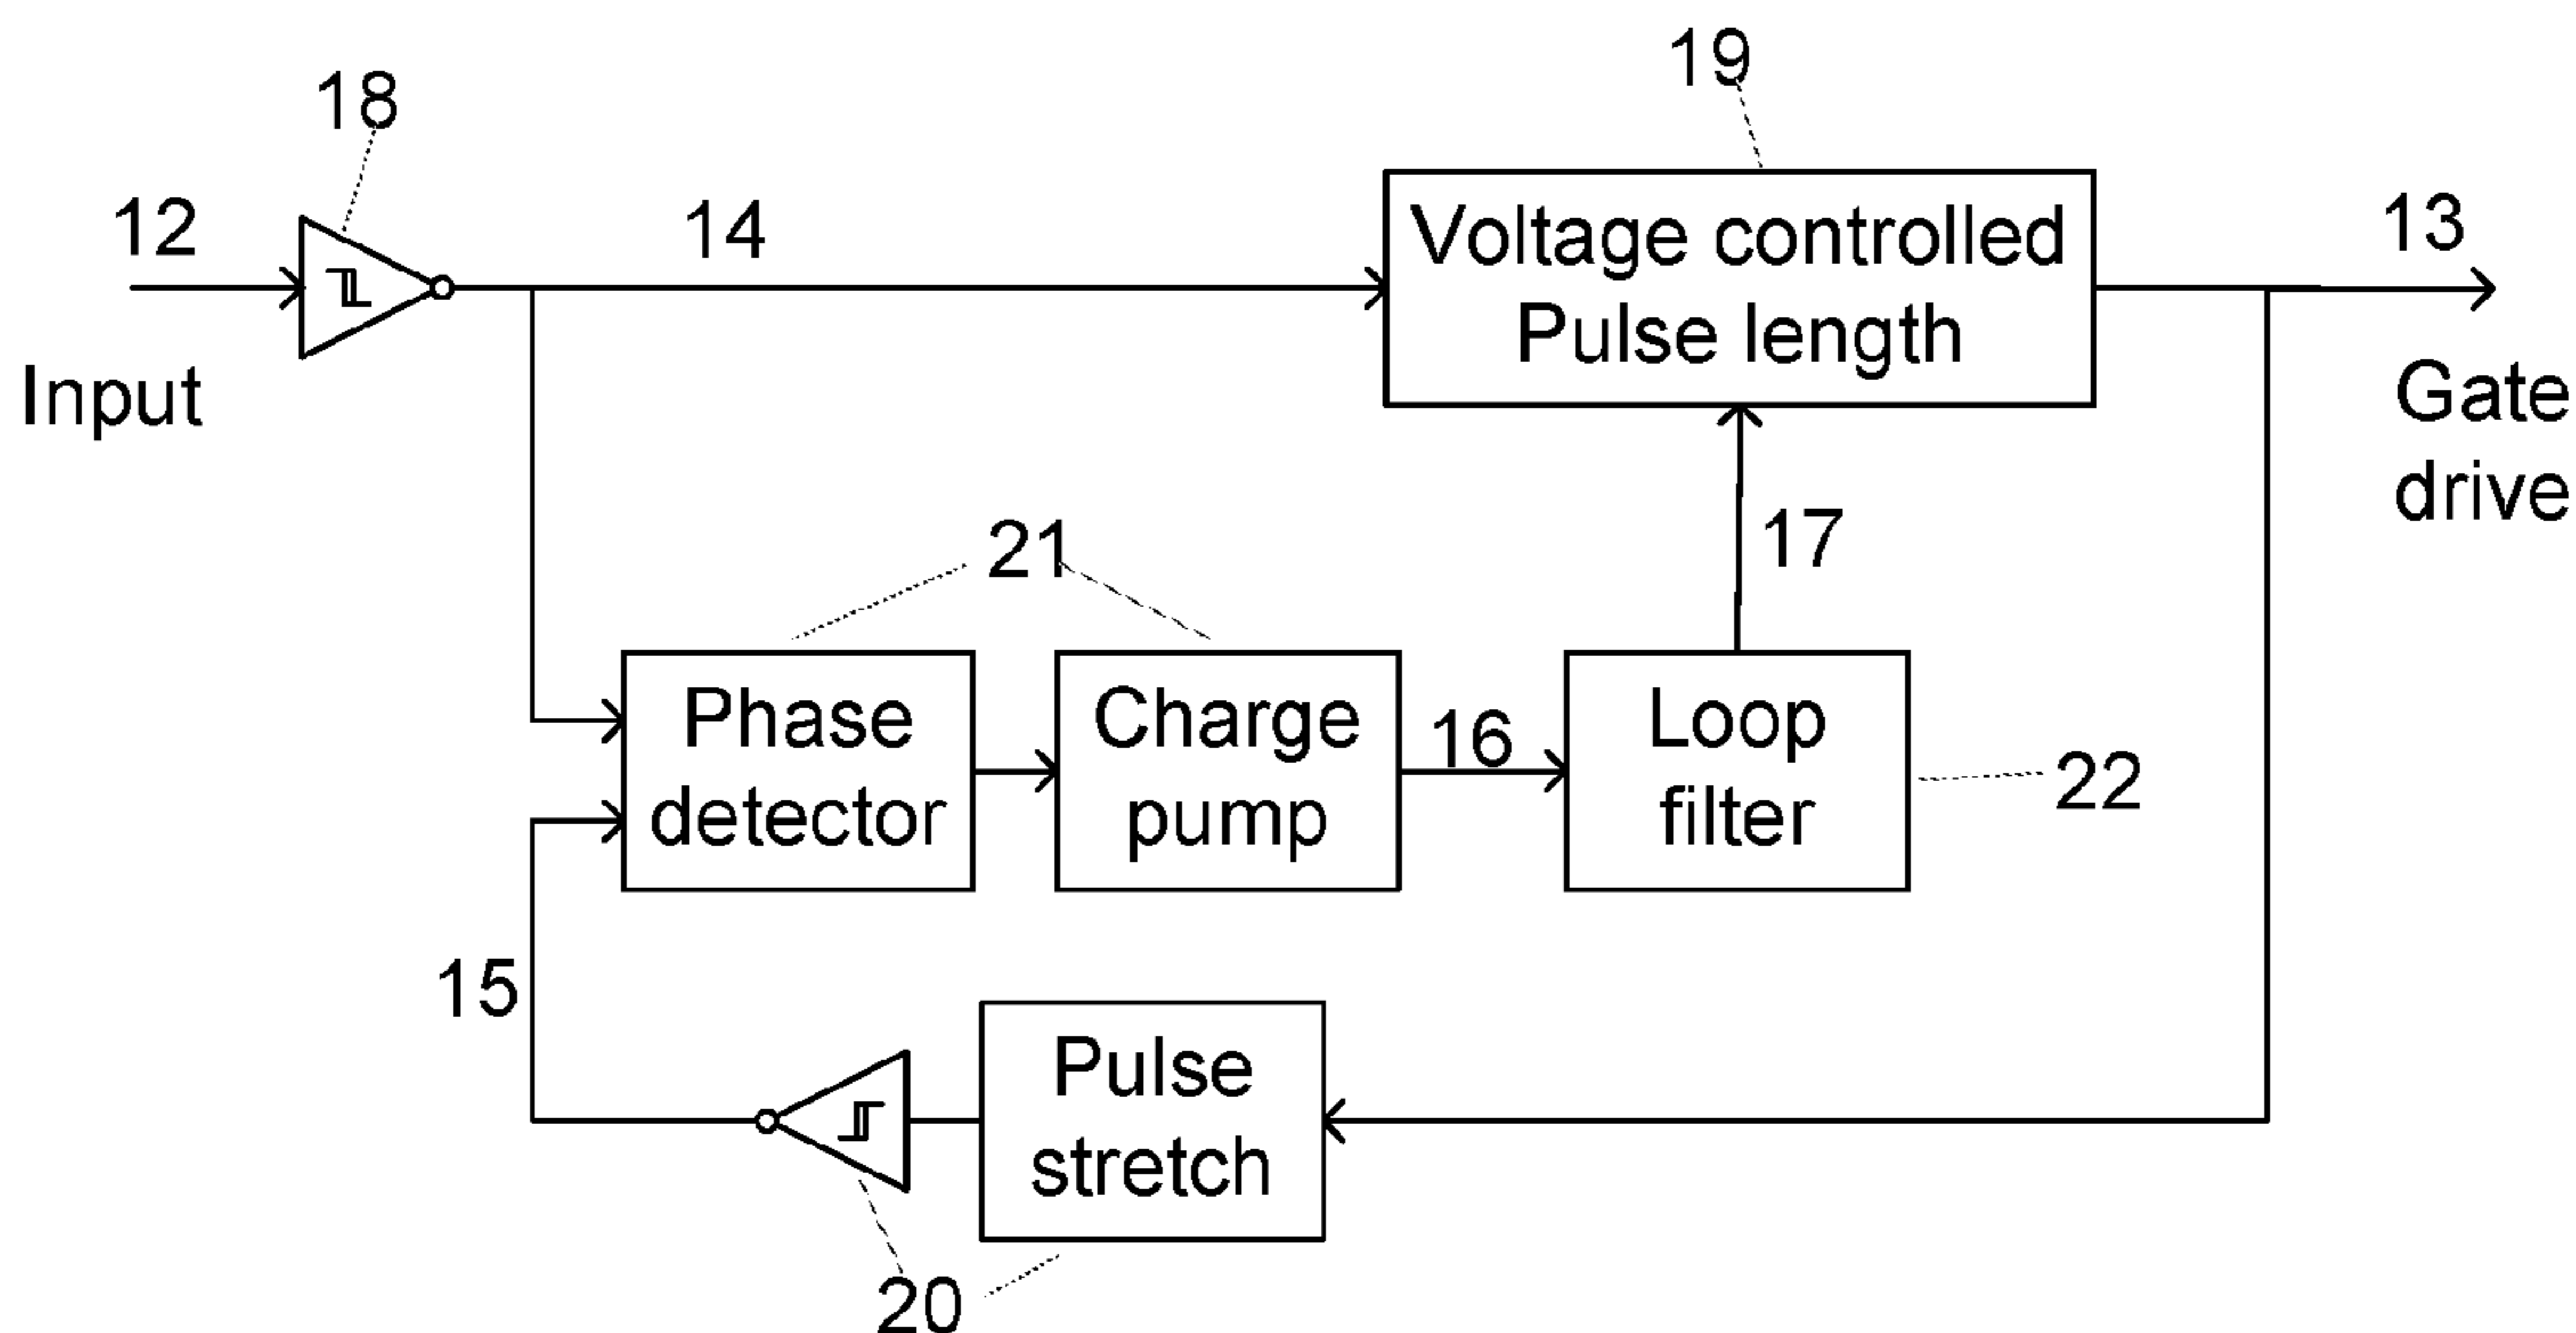 19
18
12
14
Voltage controlled
Pulse length
13
Input
Gate
drive
21
17
Phase
detector
Charge
pump
16
Loop
filter
22
15
Pulse
stretch
20